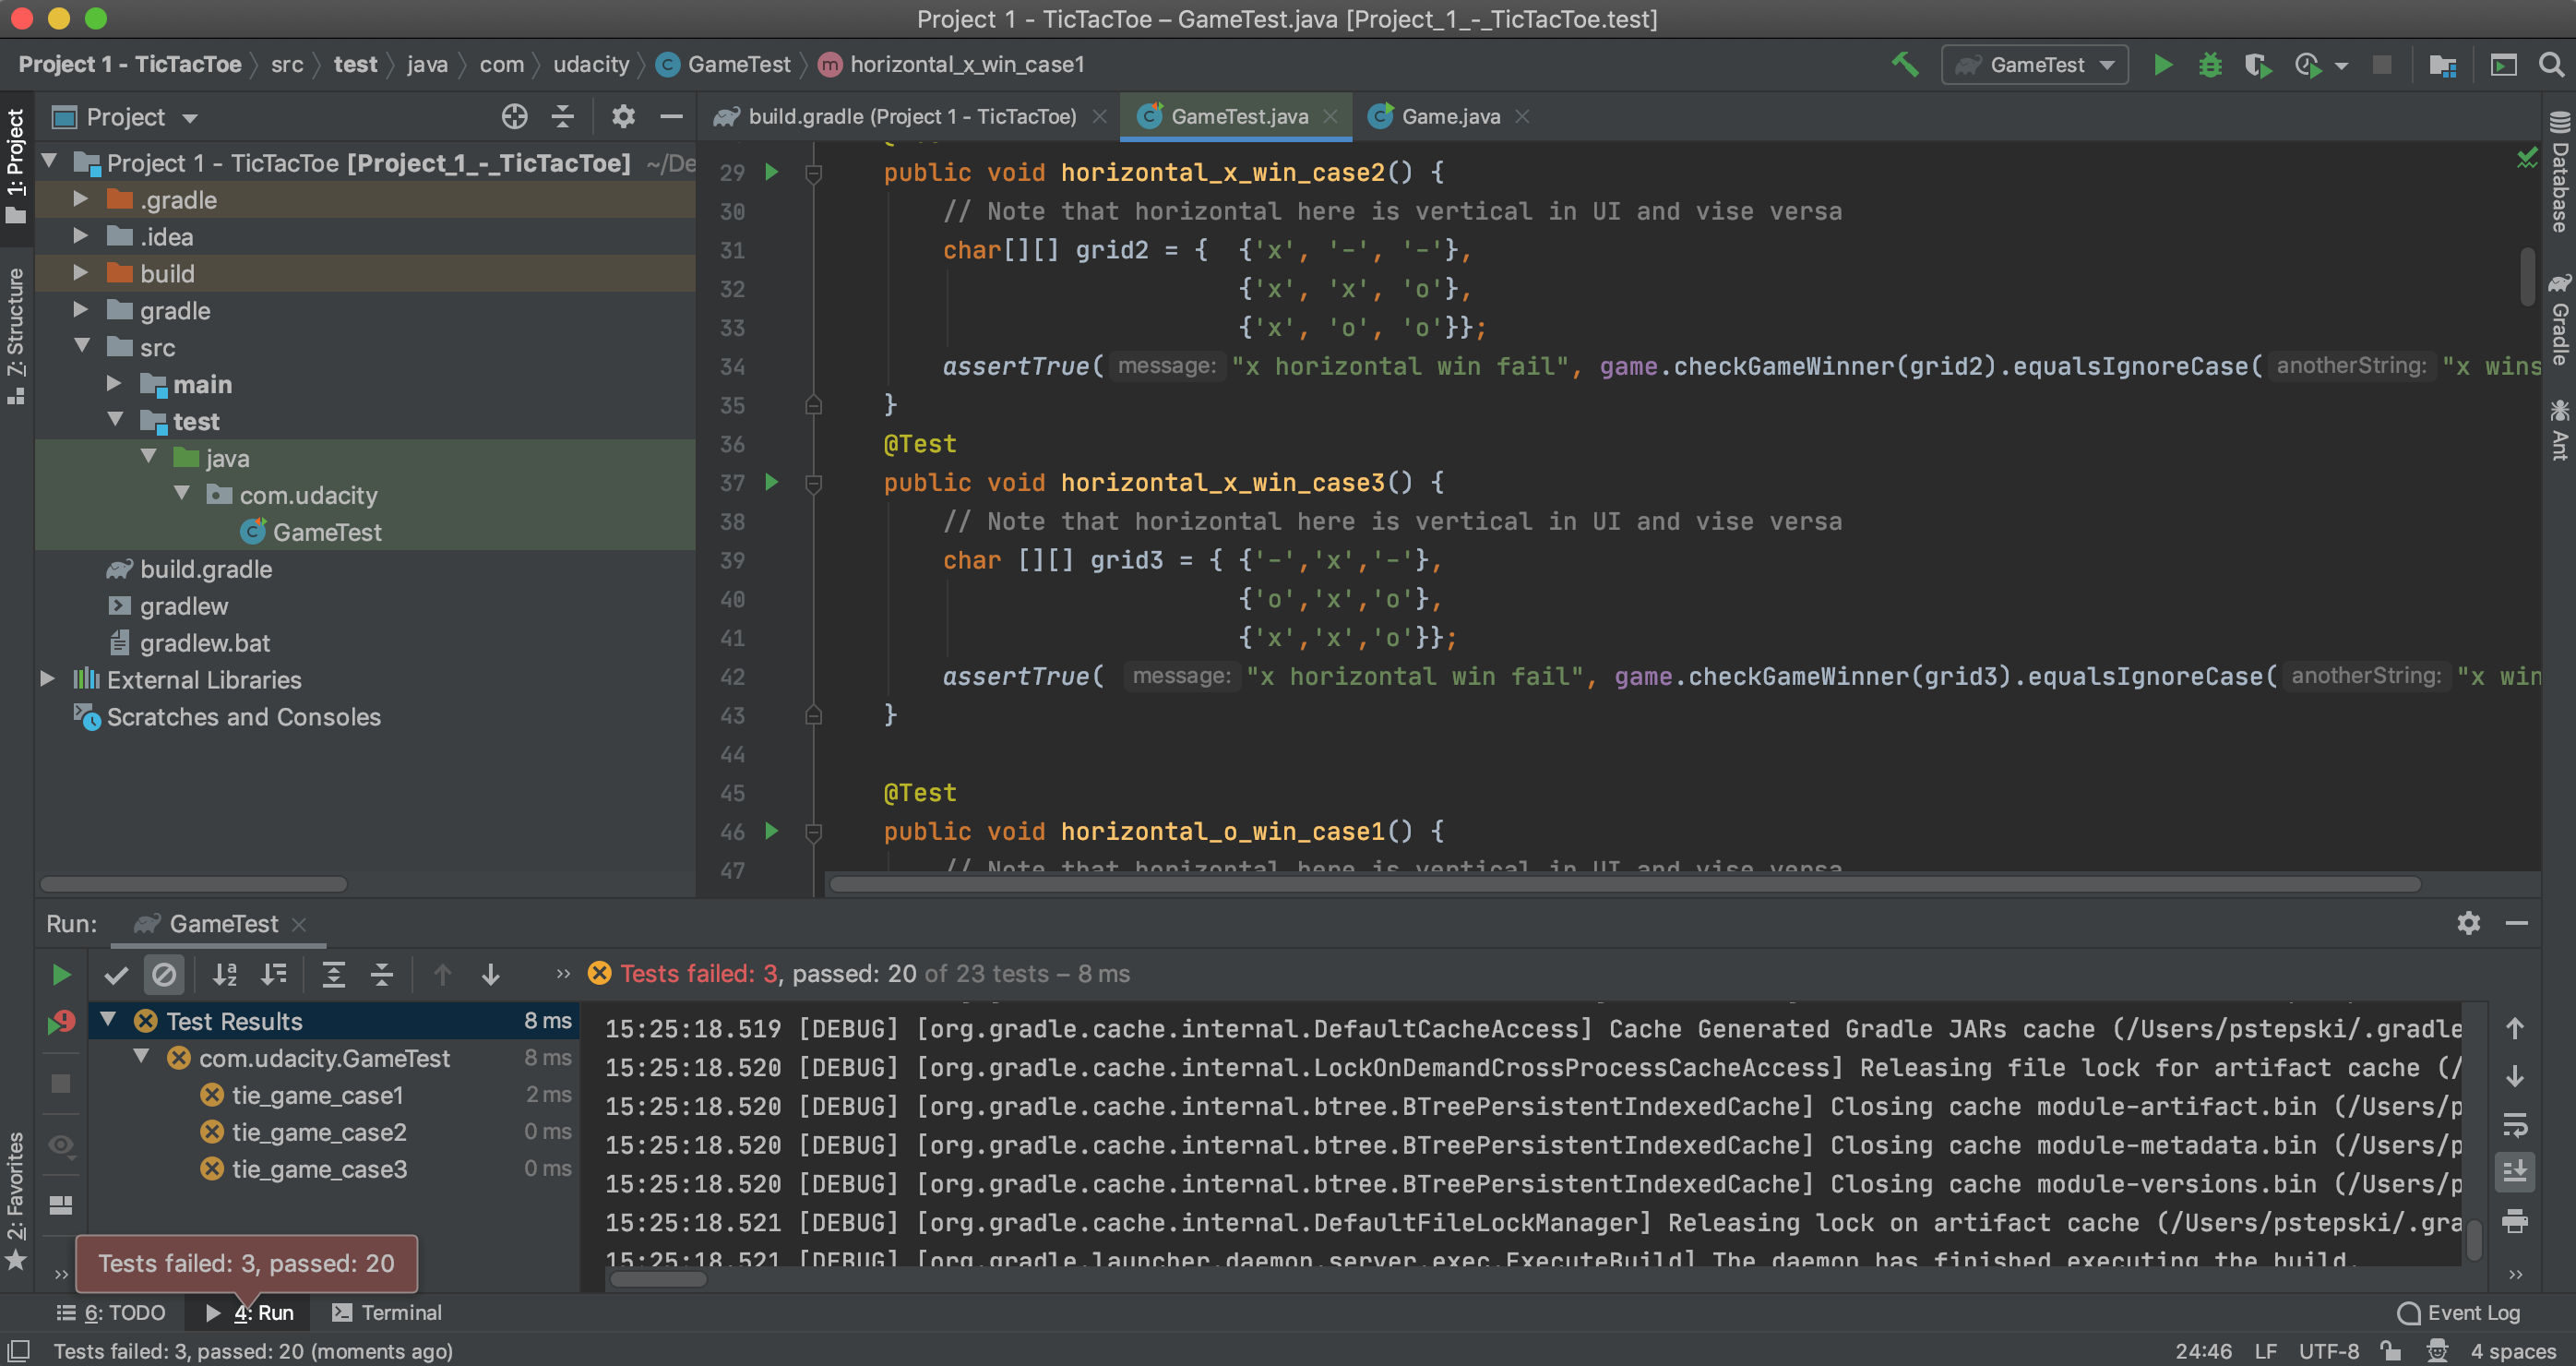 Project 1 - TicTacToe – GameTest.java [Project_1_-_TicTacToe.test]
Project 1 - TicTacToe src test java com udacity GameTest horizontal_x_win_case1
GameTest
Project
build.gradle (Project 1 - TicTacToe)
GameTest.java
Game.java
1: Project
7: Structure
2: Favorites
Project 1 - TicTacToe [Project_1_-_TicTacToe] ~/De
.gradle
.idea
build
gradle
src
main
test
java
com.udacity
GameTest
build.gradle
gradlew
gradlew.bat
External Libraries
Scratches and Consoles
29 public void horizontal_x_win_case2() {
30 // Note that horizontal here is vertical in UI and vise versa
31 char[][] grid2 = { {'x', '-', '-'},
32 {'x', 'x', 'o'},
33 {'x', 'o', 'o'}};
34 assertTrue( message: "x horizontal win fail", game.checkGameWinner(grid2).equalsIgnoreCase( anotherString: "x wins
35 }
36 @Test
37 public void horizontal_x_win_case3() {
38 // Note that horizontal here is vertical in UI and vise versa
39 char [][] grid3 = { {'-','x','-'},
40 {'o','x','o'},
41 {'x','x','o'}};
42 assertTrue( message: "x horizontal win fail", game.checkGameWinner(grid3).equalsIgnoreCase( anotherString: "x win
43 }
44
45 @Test
46 public void horizontal_o_win_case1() {
47 // Note that horizontal here is vertical in UI and vise versa
Database
Gradle
Ant
Run: GameTest
Tests failed: 3, passed: 20 of 23 tests – 8 ms
Test Results 8 ms
com.udacity.GameTest 8 ms
tie_game_case1 2 ms
tie_game_case2 0 ms
tie_game_case3 0 ms
15:25:18.519 [DEBUG] [org.gradle.cache.internal.DefaultCacheAccess] Cache Generated Gradle JARs cache (/Users/pstepski/.gradle
15:25:18.520 [DEBUG] [org.gradle.cache.internal.LockOnDemandCrossProcessCacheAccess] Releasing file lock for artifact cache (/
15:25:18.520 [DEBUG] [org.gradle.cache.internal.btree.BTreePersistentIndexedCache] Closing cache module-artifact.bin (/Users/p
15:25:18.520 [DEBUG] [org.gradle.cache.internal.btree.BTreePersistentIndexedCache] Closing cache module-metadata.bin (/Users/p
15:25:18.520 [DEBUG] [org.gradle.cache.internal.btree.BTreePersistentIndexedCache] Closing cache module-versions.bin (/Users/p
15:25:18.521 [DEBUG] [org.gradle.cache.internal.DefaultFileLockManager] Releasing lock on artifact cache (/Users/pstepski/.gra
15:25:18.521 [DEBUG] [org.gradle.launcher.daemon.server.exec.ExecuteBuild] The daemon has finished executing the build.
Tests failed: 3, passed: 20
6: TODO
4: Run
Terminal
Event Log
Tests failed: 3, passed: 20 (moments ago)
24:46 LF UTF-8 4 spaces